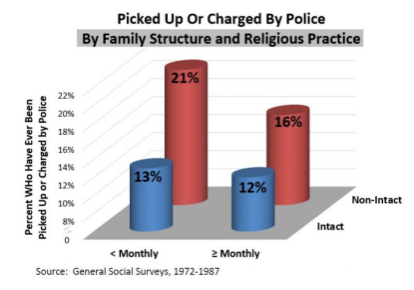 Picked Up Or Charged By Police
By Family Structure and Religious Practice
Percent WHo Have Ever Been
Picked Up or Charged by Police
22%
20%
18%
16%
14%
12%
10%
8%
0
21%
16%
13%
12%
Non-Intact
Intact
< Monthly
≥ Monthly
Source: General Social Surveys, 1972-1987